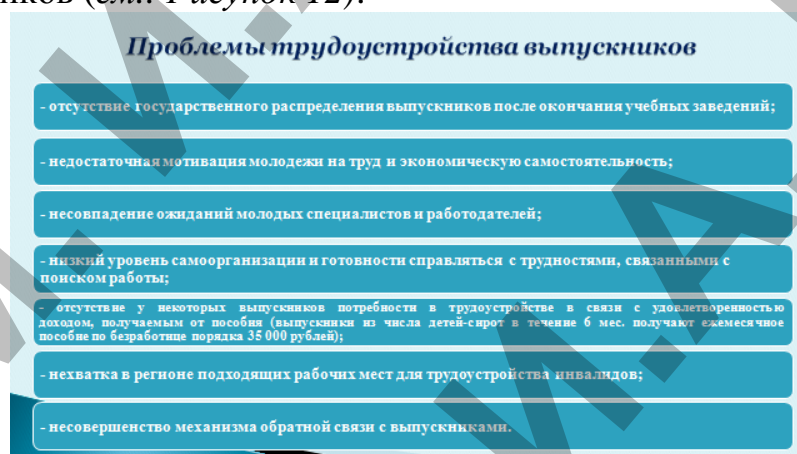 ников (см.: Рисунок 12).
Проблемы трудоустройства выпускников
- отсутствие государственного распределения выпускников после окончания учебных заведений;
- недостаточная мотивация молодежи на труд и экономическую самостоятельность;
- несовпадение ожиданий молодых специалистов и работодателей;
- низкий уровень самоорганизации и готовности справляться с трудностями, связанными с
поиском работы;
- отсутствие у некоторых выпускников потребности в трудоустройстве в связи с удовлетворенностью
доходом, получаемым от пособия (выпускники из числа детей-сирот в течение 6 мес. получают ежемесячное
пособие по безработице порядка 35 000 рублей);
- нехватка в регионе подходящих рабочих мест для трудоустройства инвалидов;
- несовершенство механизма обратной связи с выпускниками.